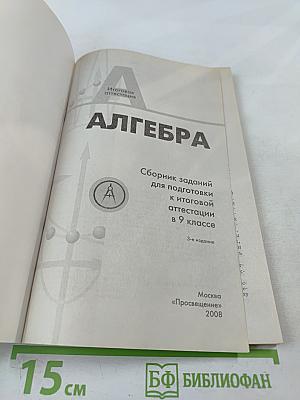 Итоговая
аттестация
АЛГЕБРА
Сборник заданий
для подготовки
к итоговой
аттестации
в 9 классе
3-е издание
Москва
«Просвещение»
2008
15 см
БФ БИБЛИОФАН